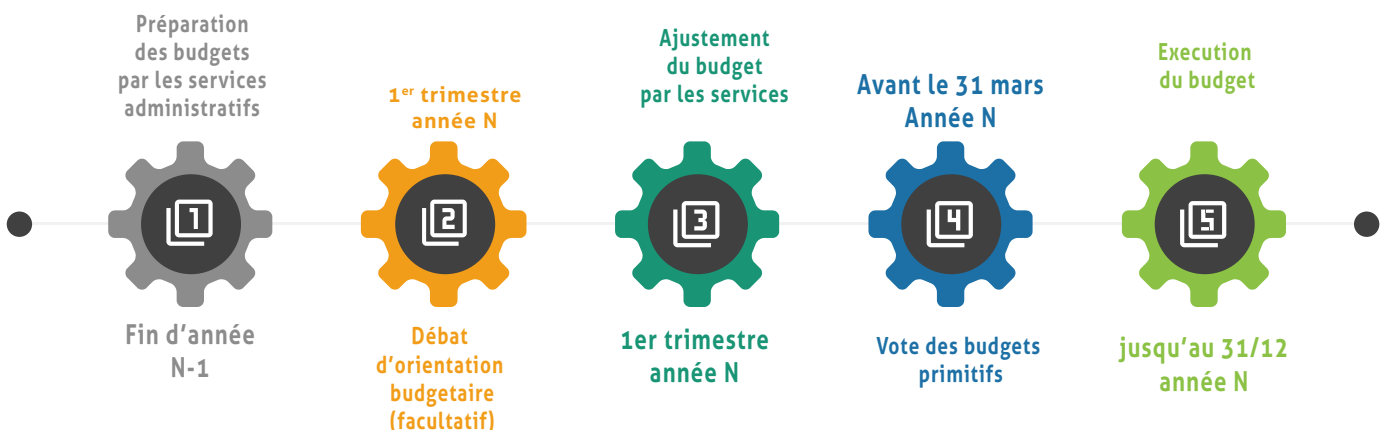 Préparation
des budgets
par les services
administratifs
1
Fin d'année
N-1
1er trimestre
année N
2
Débat
d'orientation
budgetaire
(facultatif)
Ajustement
du budget
par les services
3
1er trimestre
année N
Avant le 31 mars
Année N
4
Vote des budgets
primitifs
Execution
du budget
5
jusqu'au 31/12
année N